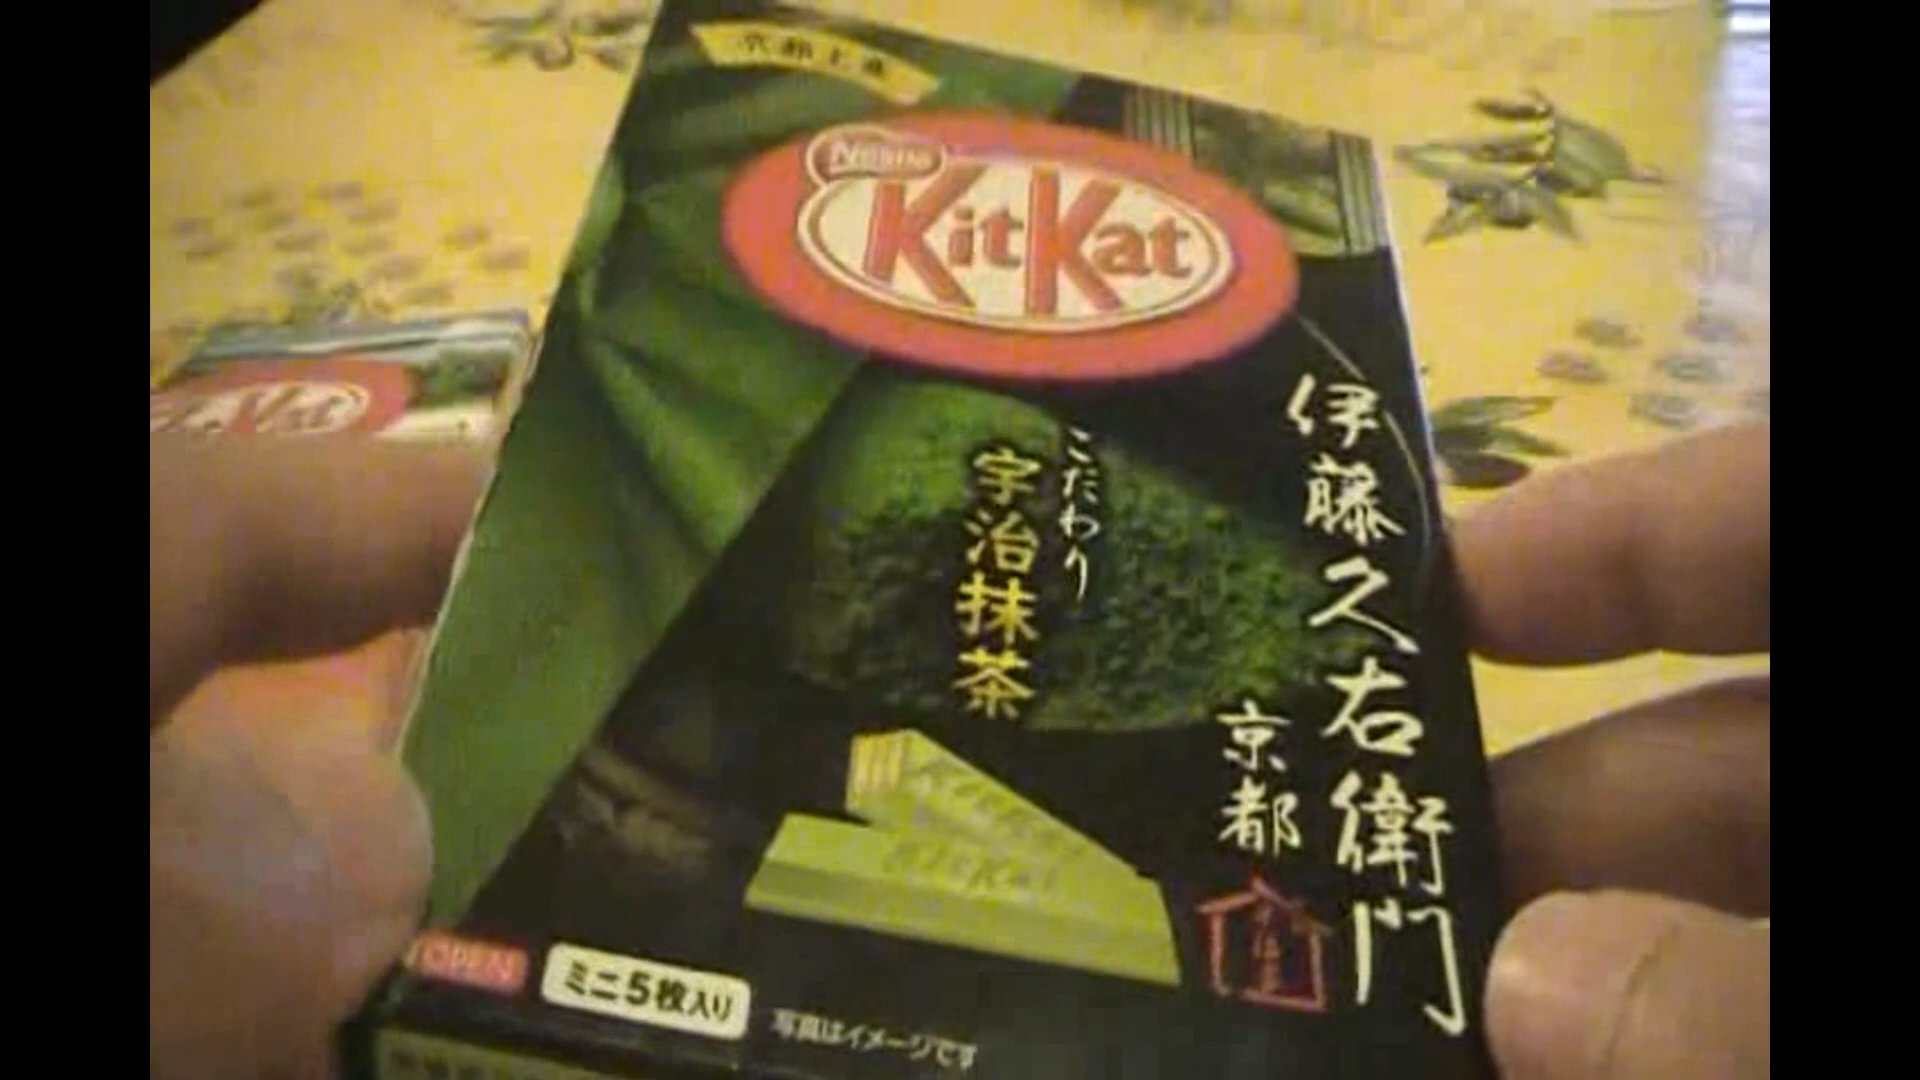 京都土産
Nestlé
KitKat
伊藤久右衛門
京都
こだわり
宇治抹茶
OPEN
ミニ5枚入り
写真はイメージです